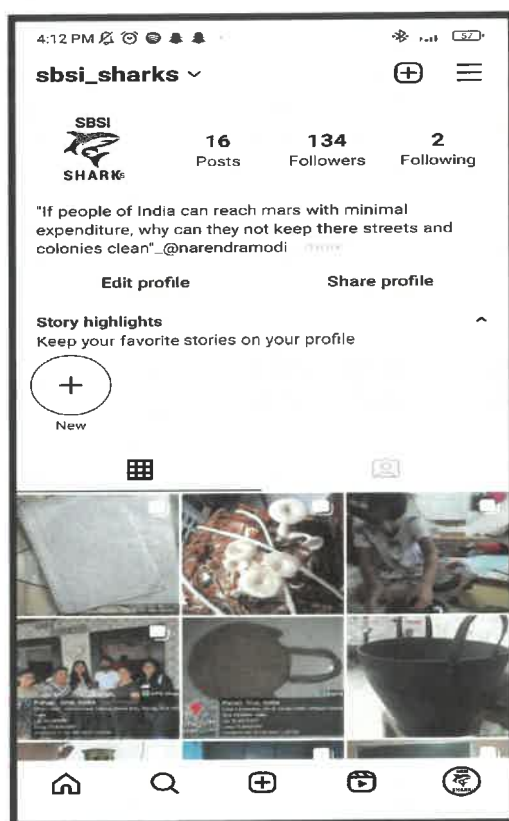 4:12 PM
57
sbsi_sharks
SBSI
SHARKS
16
Posts
134
Followers
2
Following
"If people of India can reach mars with minimal
expenditure, why can they not keep there streets and
colonies clean"_@narendramodi
Edit profile
Share profile
Story highlights
Keep your favorite stories on your profile
New